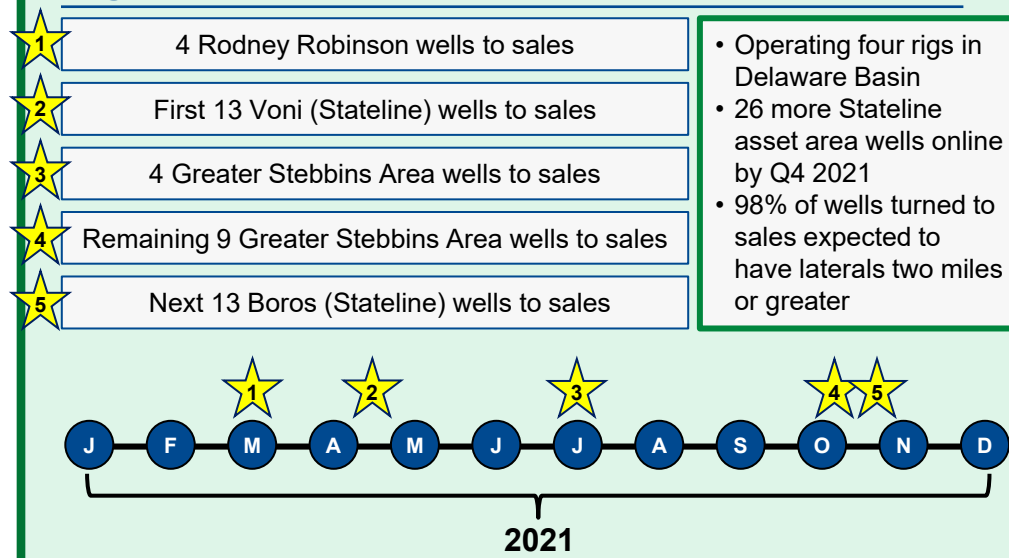 1
4 Rodney Robinson wells to sales
2
First 13 Voni (Stateline) wells to sales
3
4 Greater Stebbins Area wells to sales
4
Remaining 9 Greater Stebbins Area wells to sales
5
Next 13 Boros (Stateline) wells to sales
• Operating four rigs in
Delaware Basin
• 26 more Stateline
asset area wells online
by Q4 2021
• 98% of wells turned to
sales expected to
have laterals two miles
or greater
1 2 3 4 5
J F M A M J J A S O N D
2021